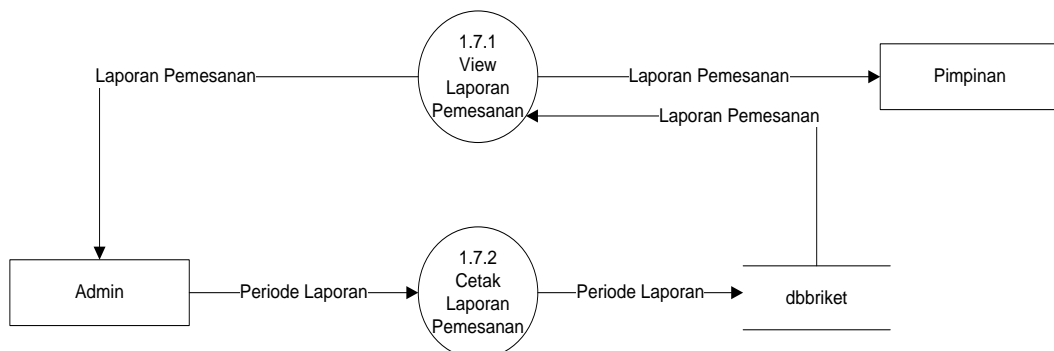 1.7.1
View
Laporan
Pemesanan
Laporan Pemesanan
Laporan Pemesanan
Pimpinan
Laporan Pemesanan
Admin
Periode Laporan
1.7.2
Cetak
Laporan
Pemesanan
Periode Laporan
dbbriket